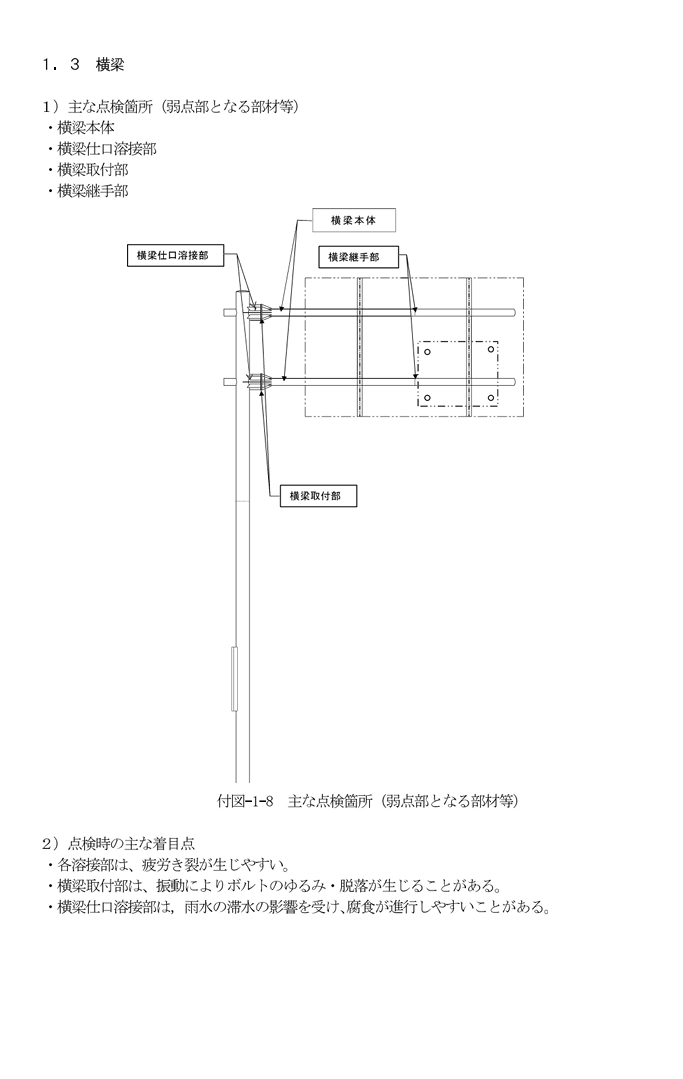 １．３　横梁
１）主な点検箇所（弱点部となる部材等）
・横梁本体
・横梁仕口溶接部
・横梁取付部
・横梁継手部
横梁本体
横梁仕口溶接部
横梁継手部
横梁取付部
付図-1-8　主な点検箇所（弱点部となる部材等）
２）点検時の主な着目点
・各溶接部は、疲労き裂が生じやすい。
・横梁取付部は、振動によりボルトのゆるみ・脱落が生じることがある。
・横梁仕口溶接部は，雨水の滞水の影響を受け、腐食が進行しやすいことがある。